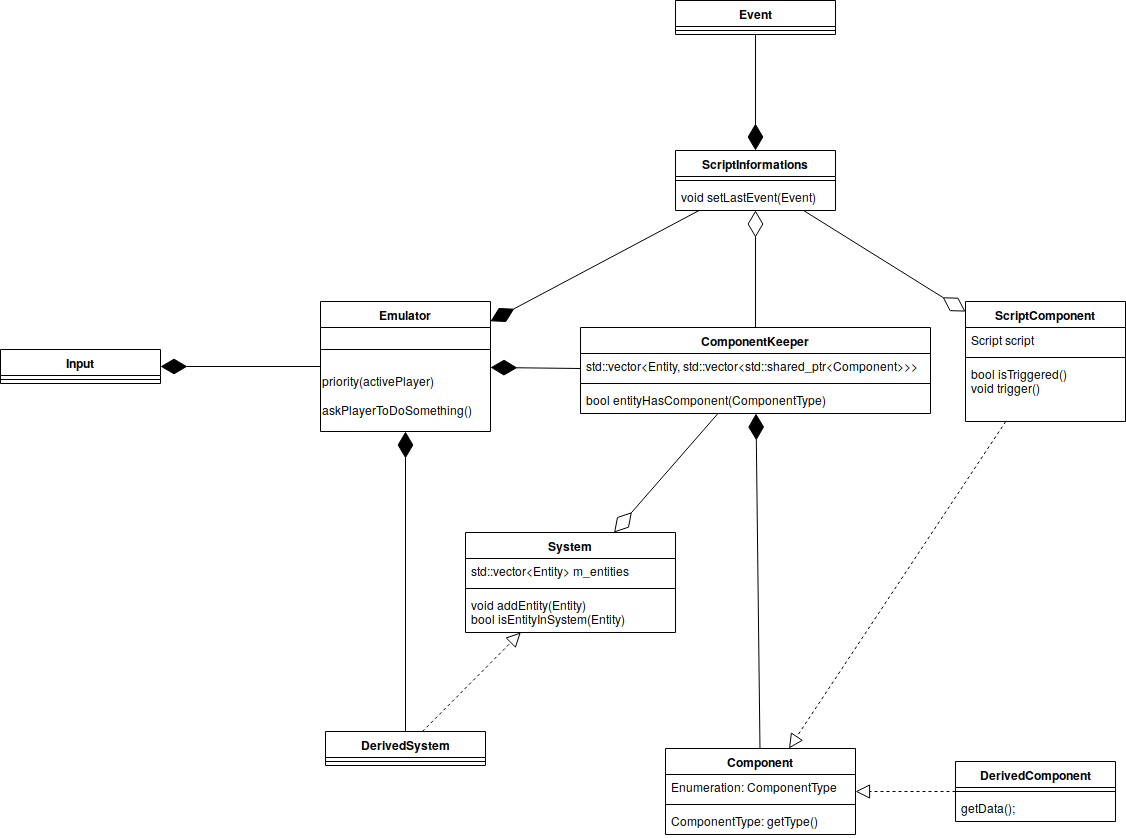 Event
ScriptInformations
void setLastEvent(Event)
Emulator
priority(activePlayer)
askPlayerToDoSomething()
Input
ComponentKeeper
std::vector<Entity, std::vector<std::shared_ptr<Component>>>
bool entityHasComponent(ComponentType)
ScriptComponent
Script script
bool isTriggered()
void trigger()
System
std::vector<Entity> m_entities
void addEntity(Entity)
bool isEntityInSystem(Entity)
DerivedSystem
Component
Enumeration: ComponentType
ComponentType: getType()
DerivedComponent
getData();